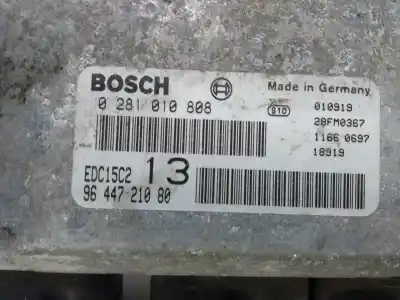 BOSCH
Made in Germany
0 281 010 808
e10
010919
28FM0367
1166 0697
18919
EDC15C2 13
96 447 210 80